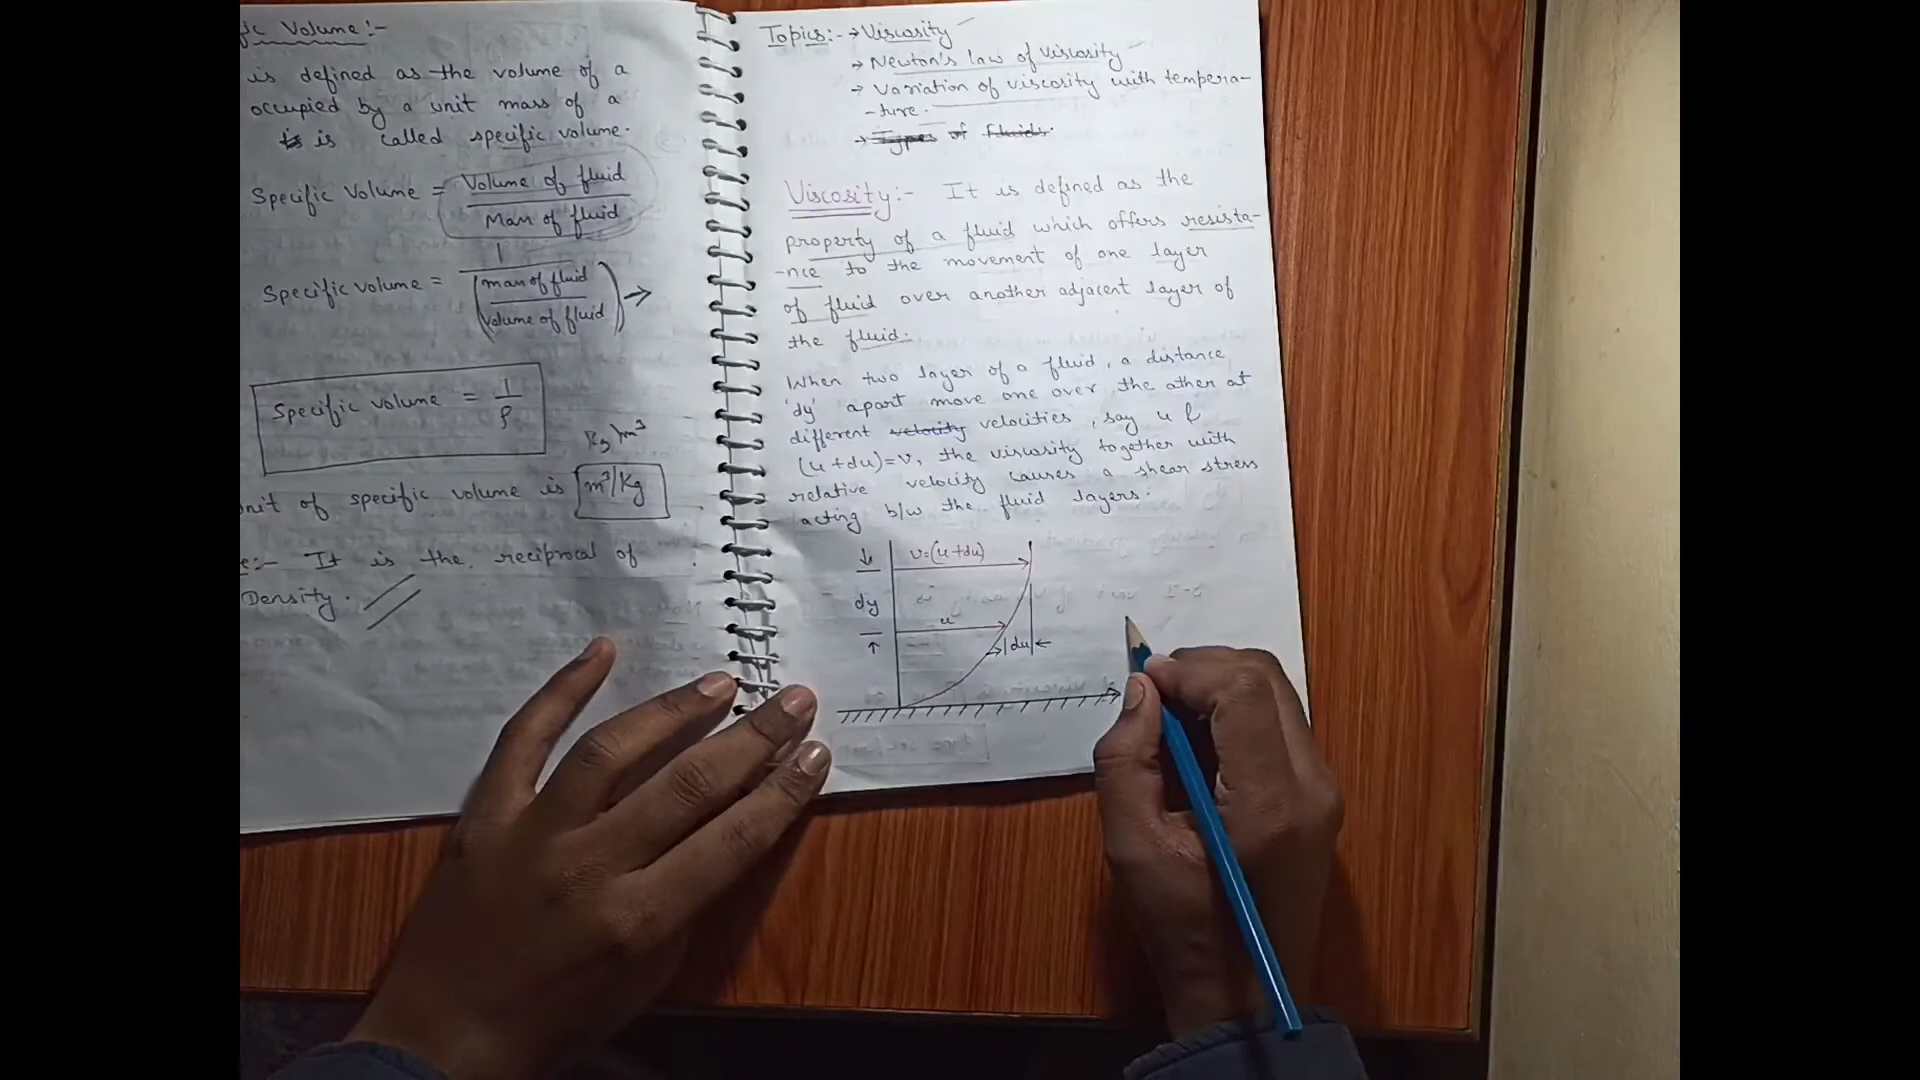 ic Volume:-
is defined as the volume of a
occupied by a unit mass of a
is called specific volume.
Specific Volume = Volume of fluid
Mass of fluid
Specific volume = 1
(mass of fluid
volume of fluid) →
Specific volume = 1
ρ
Kg/m³
unit of specific volume is m³/Kg
e:- It is the reciprocal of
Density.
Topics:- → Viscosity
→ Newton's law of viscosity
→ Variation of viscosity with tempera-
-ture.
→ Types of fluids.
Viscosity:- It is defined as the
property of a fluid which offers resista-
-nce to the movement of one layer
of fluid over another adjacent layer of
the fluid.
When two layer of a fluid, a distance
'dy' apart move one over the other at
different velocity velocities, say u &
(u+du)=v, the viscosity together with
relative velocity causes a shear stress
acting b/w the fluid layers.
v=(u+du)
dy
u
du